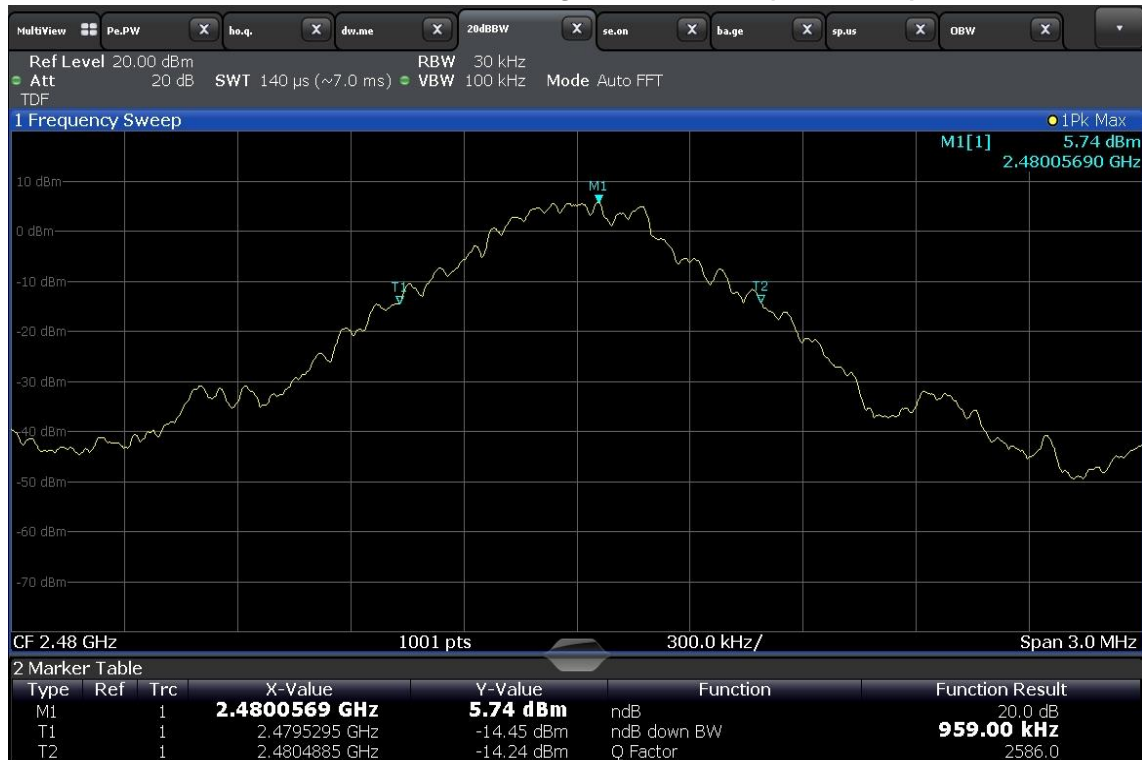 MultiView Pe.PW X ho.q. X dw.me X 20dBBW X se.on X ba.ge X sp.us X OBW X
Ref Level 20.00 dBm RBW 30 kHz
Att 20 dB SWT 140 µs (~7.0 ms) VBW 100 kHz Mode Auto FFT
TDF
1 Frequency Sweep 1Pk Max
M1[1] 5.74 dBm
2.48005690 GHz
10 dBm
M1
0 dBm
-10 dBm
T1 T2
-20 dBm
-30 dBm
-40 dBm
-50 dBm
-60 dBm
-70 dBm
CF 2.48 GHz 1001 pts 300.0 kHz/ Span 3.0 MHz
2 Marker Table
Type Ref Trc X-Value Y-Value Function Function Result
M1 1 2.4800569 GHz 5.74 dBm ndB 20.0 dB
T1 1 2.4795295 GHz -14.45 dBm ndB down BW 959.00 kHz
T2 1 2.4804885 GHz -14.24 dBm Q Factor 2586.0